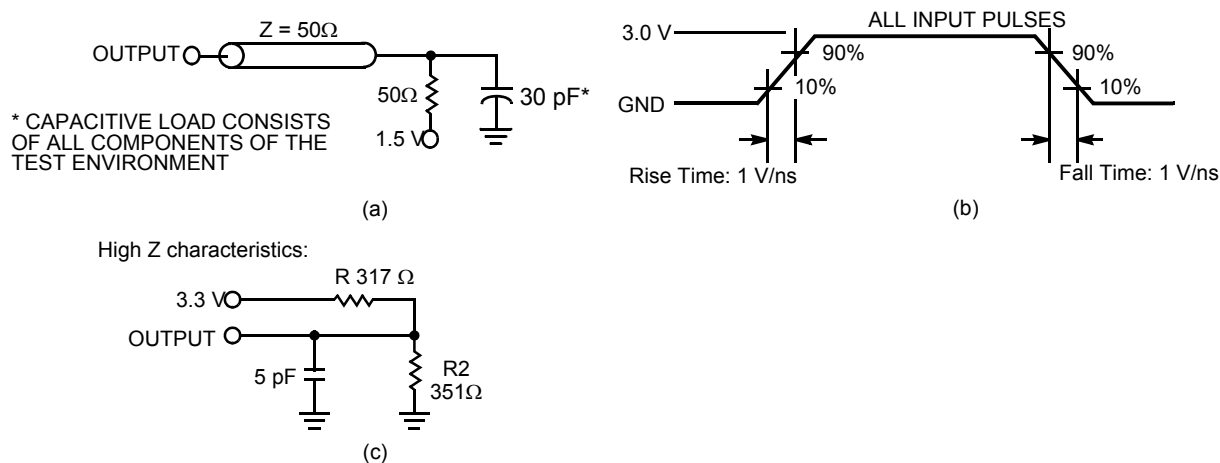 Z = 50Ω
OUTPUT
50Ω
30 pF*
1.5 V
* CAPACITIVE LOAD CONSISTS
OF ALL COMPONENTS OF THE
TEST ENVIRONMENT
(a)
ALL INPUT PULSES
3.0 V
90%
90%
10%
10%
GND
Rise Time: 1 V/ns
Fall Time: 1 V/ns
(b)
High Z characteristics:
R 317 Ω
3.3 V
OUTPUT
5 pF
R2
351Ω
(c)